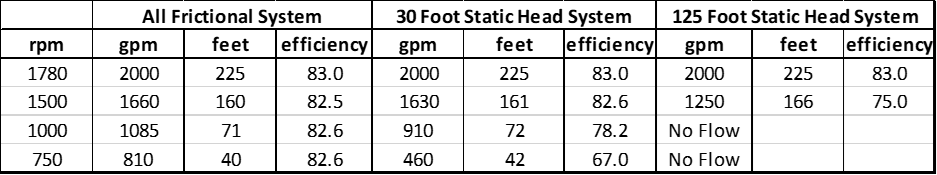 All Frictional System 30 Foot Static Head System 125 Foot Static Head System
rpm gpm feet efficiency gpm feet efficiency gpm feet efficiency
1780 2000 225 83.0 2000 225 83.0 2000 225 83.0
1500 1660 160 82.5 1630 161 82.6 1250 166 75.0
1000 1085 71 82.6 910 72 78.2 No Flow
750 810 40 82.6 460 42 67.0 No Flow